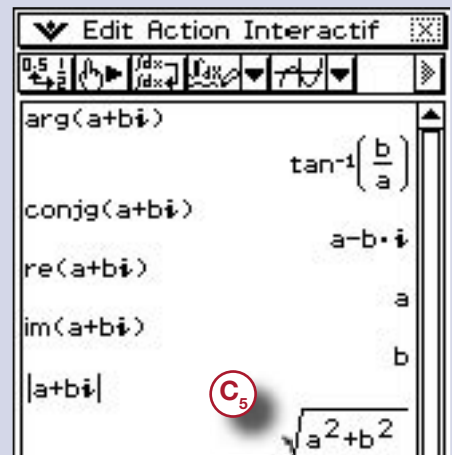 Edit Action Interactif
arg(a+bi)
tan⁻¹(b/a)
conjg(a+bi)
a-b·i
re(a+bi)
a
im(a+bi)
b
|a+bi|
C₅
√a²+b²